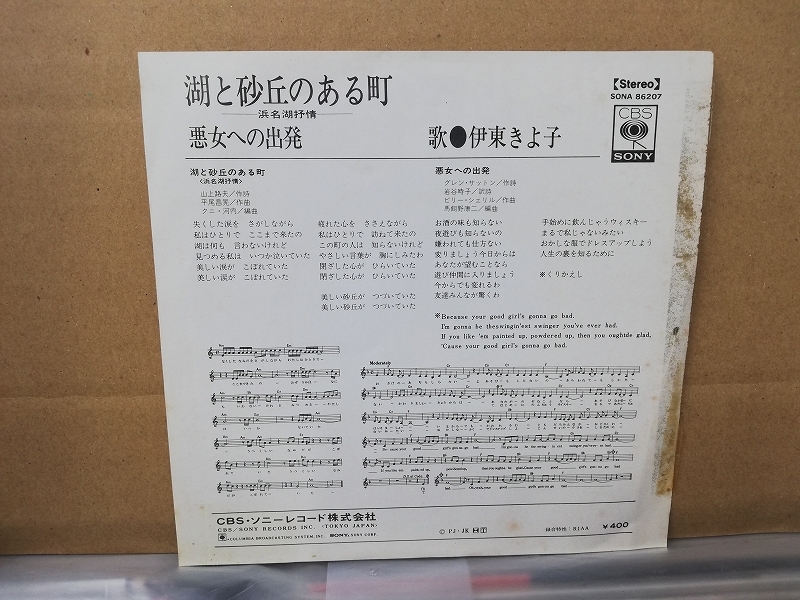 湖と砂丘のある町
浜名湖抒情
悪女への出発
歌●伊東きよ子
【Stereo】
SONA 86207
CBS
SONY
湖と砂丘のある町
〈浜名湖抒情〉
山上路夫／作詩
平尾昌晃／作曲
クニ・河内／編曲
失くした涙を さがしながら
私はひとりで ここまで来たの
湖は何も 言わないけれど
見つめる私は いつか泣いていた
美しい涙が こぼれていた
美しい涙が こぼれていた
疲れた心を ささえながら
私はひとりで 訪ねて来たの
この町の人は 知らないけれど
やさしい言葉が 胸にしみたわ
閉ざした心が ひらいていた
閉ざした心が ひらいていた
美しい砂丘が つづいていた
美しい砂丘が つづいていた
悪女への出発
グレン・サットン／作詩
岩谷時子／訳詩
ビリー・シェリル／作曲
馬飼野康二／編曲
お酒の味も知らない
夜遊びも知らないの
嫌われても仕方ない
変りましょう今日からは
あなたが望むことなら
遊び仲間に入りましょう
今からでも変れるわ
友達みんなが驚くわ
手始めに飲んじゃうウィスキー
まるで私じゃないみたい
おかしな服でドレスアップしよう
人生の裏を知るために
※くりかえし
※Because your good girl's gonna go bad.
I'm gonna be theswingin'est swinger you've ever had.
If you like 'em painted up, powdered up, then you oughtde glad,
'Cause your good girl's gonna go bad.
Moderately
CBS・ソニーレコード株式会社
CBS／SONY RECORDS INC. 〈TOKYO JAPAN〉
COLUMBIA BROADCASTING SYSTEM, INC. SONY, SONY CORP.
© PJ・JK
録音特性：RIAA
￥400